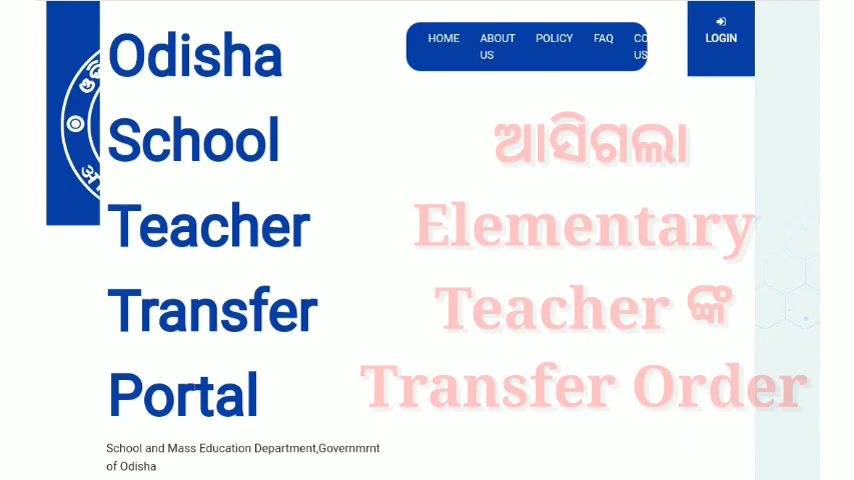 Odisha
School
Teacher
Transfer
Portal
School and Mass Education Department,Governmrnt
of Odisha
HOME ABOUT US POLICY FAQ
LOGIN
ଆସିଗଲା
Elementary
Teacher ଙ୍କ
Transfer Order